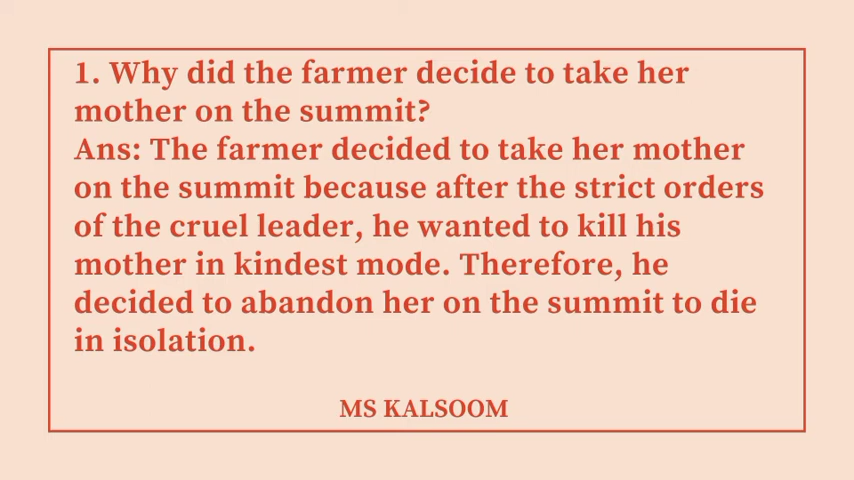 1. Why did the farmer decide to take her
mother on the summit?
Ans: The farmer decided to take her mother
on the summit because after the strict orders
of the cruel leader, he wanted to kill his
mother in kindest mode. Therefore, he
decided to abandon her on the summit to die
in isolation.
MS KALSOOM